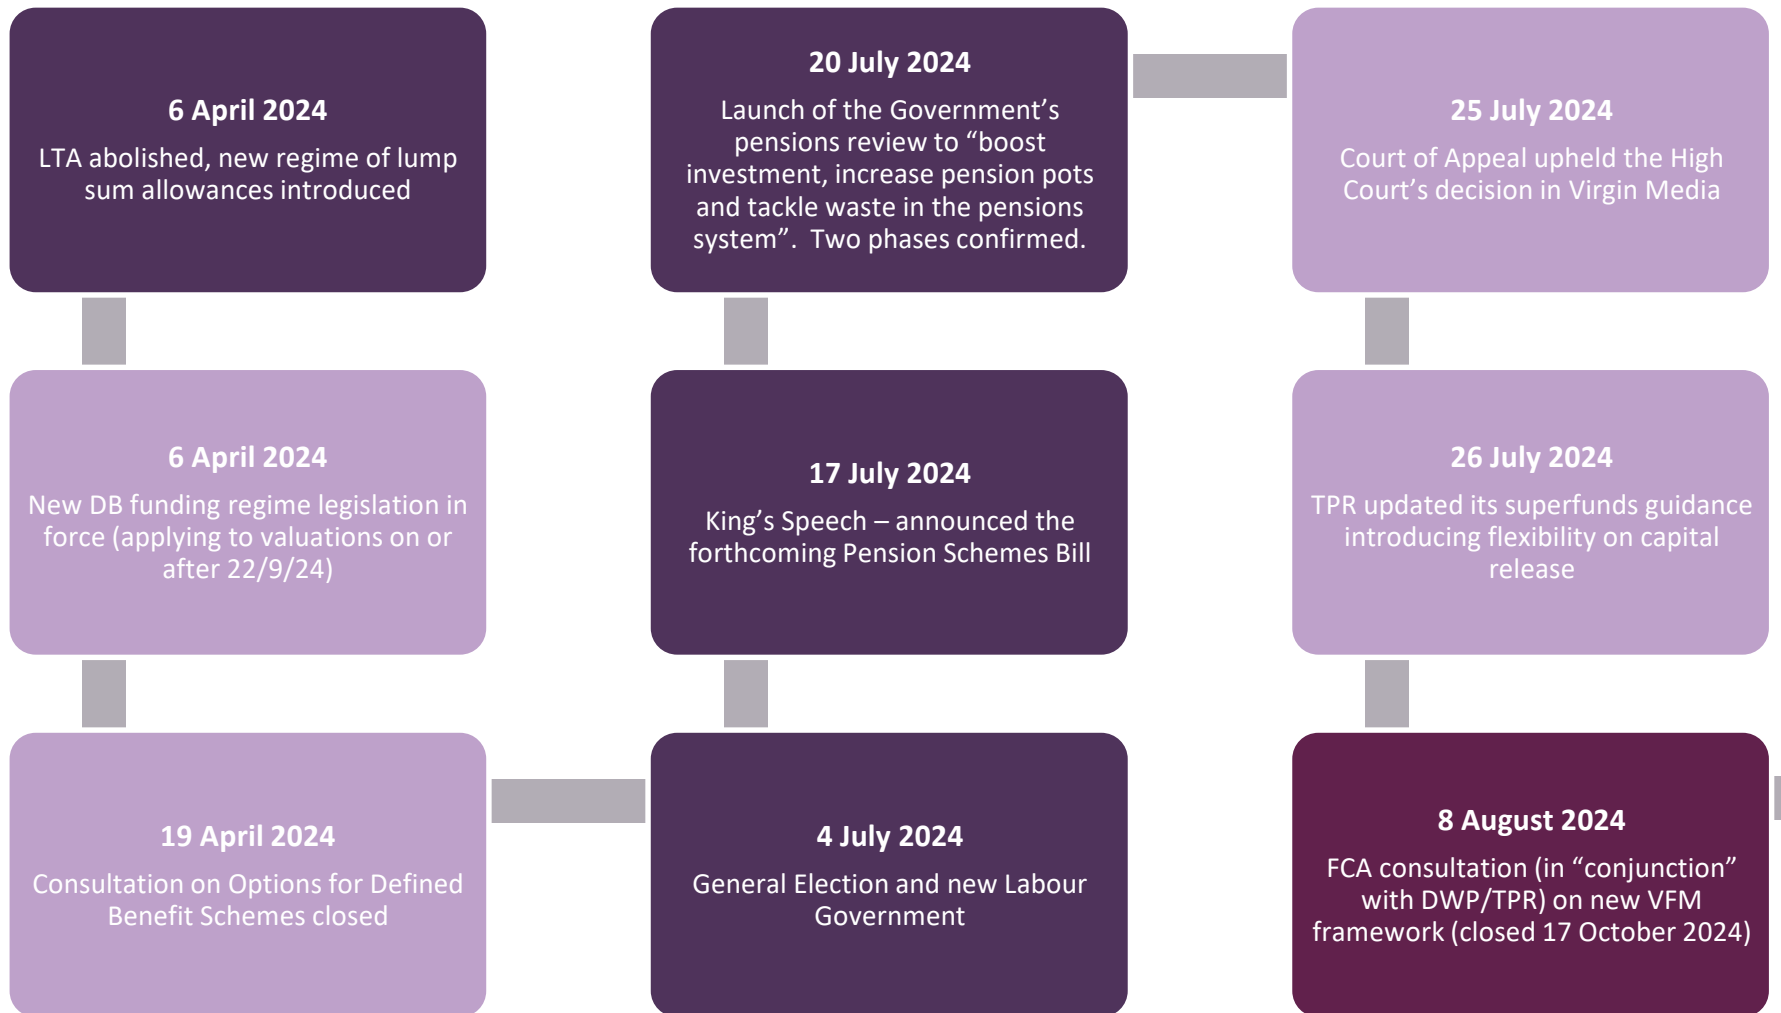 6 April 2024
LTA abolished, new regime of lump
sum allowances introduced
6 April 2024
New DB funding regime legislation in
force (applying to valuations on or
after 22/9/24)
19 April 2024
Consultation on Options for Defined
Benefit Schemes closed
4 July 2024
General Election and new Labour
Government
17 July 2024
King’s Speech – announced the
forthcoming Pension Schemes Bill
20 July 2024
Launch of the Government’s
pensions review to “boost
investment, increase pension pots
and tackle waste in the pensions
system”.  Two phases confirmed.
25 July 2024
Court of Appeal upheld the High
Court’s decision in Virgin Media
26 July 2024
TPR updated its superfunds guidance
introducing flexibility on capital
release
8 August 2024
FCA consultation (in “conjunction”
with DWP/TPR) on new VFM
framework (closed 17 October 2024)